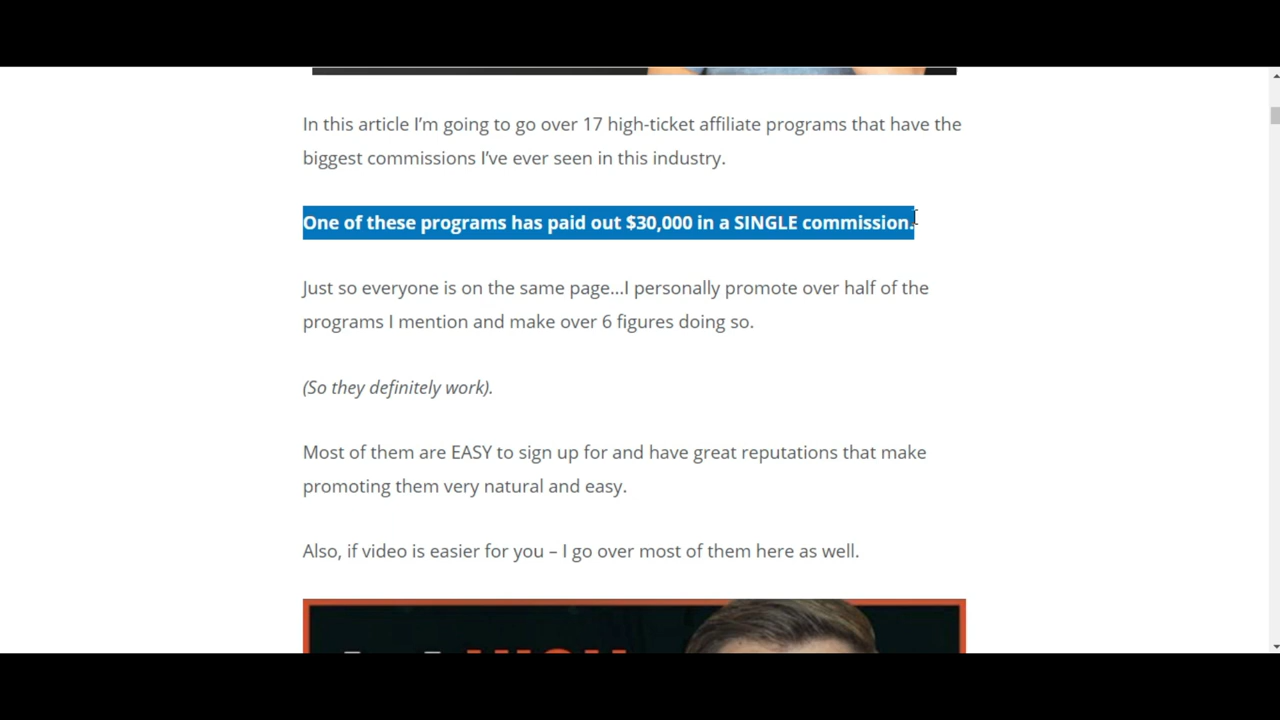 In this article I’m going to go over 17 high-ticket affiliate programs that have the
biggest commissions I’ve ever seen in this industry.
One of these programs has paid out $30,000 in a SINGLE commission.
Just so everyone is on the same page...I personally promote over half of the
programs I mention and make over 6 figures doing so.
(So they definitely work).
Most of them are EASY to sign up for and have great reputations that make
promoting them very natural and easy.
Also, if video is easier for you – I go over most of them here as well.